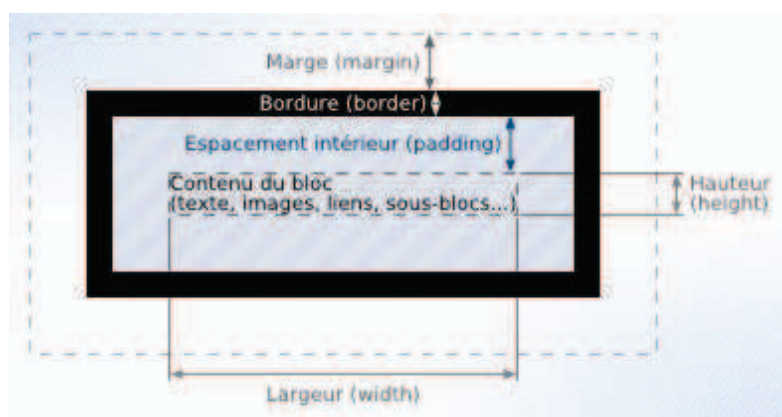 Marge (margin)
Bordure (border)
Espacement intérieur (padding)
Contenu du bloc
(texte, images, liens, sous-blocs...)
Hauteur
(height)
Largeur (width)